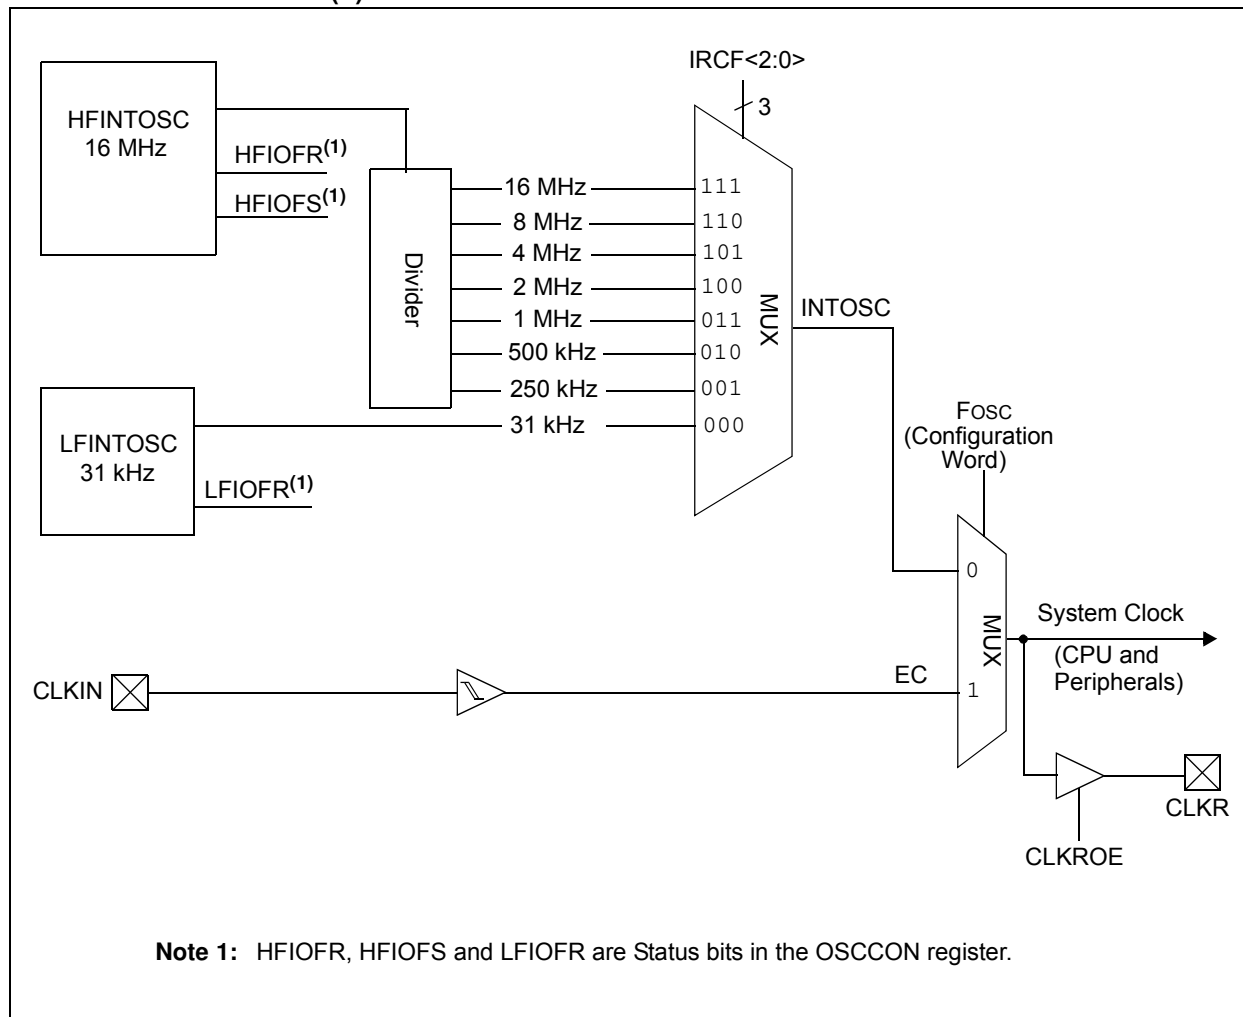 IRCF<2:0>
3
HFINTOSC
16 MHz
HFIOFR(1)
HFIOFS(1)
Divider
16 MHz
8 MHz
4 MHz
2 MHz
1 MHz
500 kHz
250 kHz
31 kHz
111
110
101
100
011
010
001
000
MUX
INTOSC
LFINTOSC
31 kHz
LFIOFR(1)
FOSC
(Configuration
Word)
0
1
MUX
System Clock
(CPU and
Peripherals)
CLKIN
EC
CLKR
CLKROE
Note 1: HFIOFR, HFIOFS and LFIOFR are Status bits in the OSCCON register.